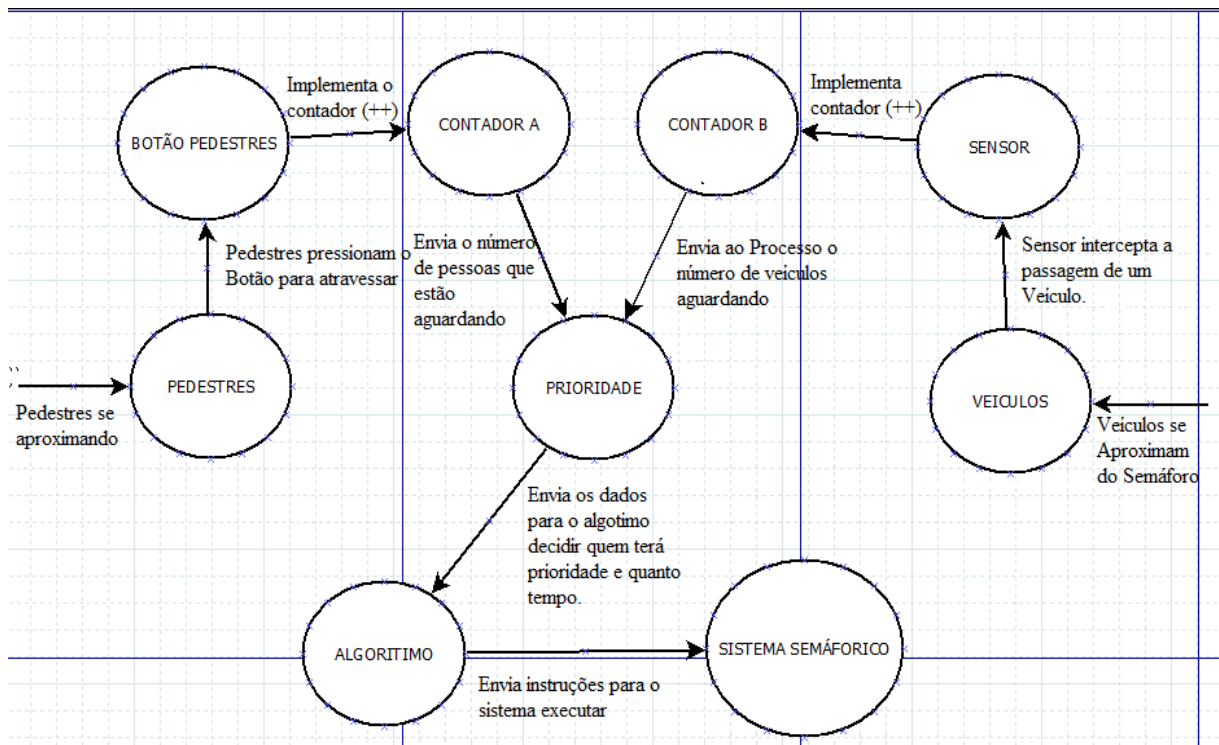 Implementa o
contador (++)
Implementa
contador (++)
BOTÃO PEDESTRES
CONTADOR A
CONTADOR B
SENSOR
Pedestres pressionam o
Botão para atravessar
Envia o número
de pessoas que
estão
aguardando
Envia ao Processo o
número de veículos
aguardando
Sensor intercepta a
passagem de um
Veículo.
PEDESTRES
PRIORIDADE
VEICULOS
Pedestres se
aproximando
Veículos se
Aproximam
do Semáforo
Envia os dados
para o algotimo
decidir quem terá
prioridade e quanto
tempo.
ALGORITIMO
SISTEMA SEMÁFORICO
Envia instruções para o
sistema executar